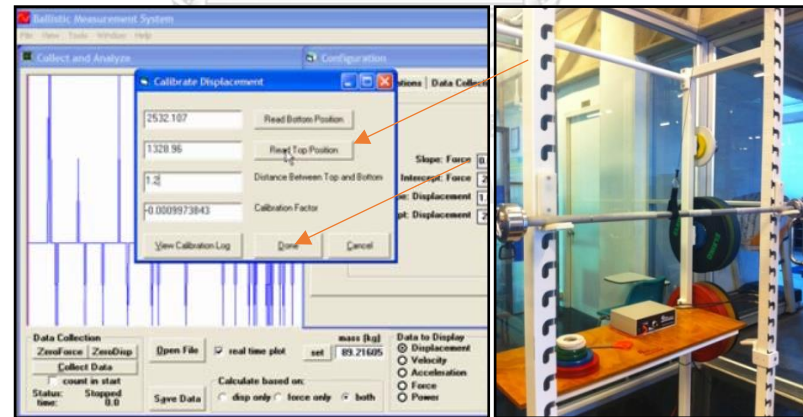 Ballistic Measurement System
File View Tools Window Help
Collect and Analyze
Configuration
Calibrate Displacement
Data Collecti
2532.107
Read Bottom Position
1328.96
Read Top Position
1.2
Distance Between Top and Bottom
-0.0009973843
Calibration Factor
View Calibration Log
Done
Cancel
Slope: Force
Intercept: Force
Displacement
Displacement
Data Collection
ZeroForce
ZeroDisp
Collect Data
count in start
Status: Stopped
time: 0.0
Open File
real time plot
mass (kg)
set
89.21605
Save Data
Calculate based on:
disp only
force only
both
Data to Display
Displacement
Velocity
Acceleration
Force
Power